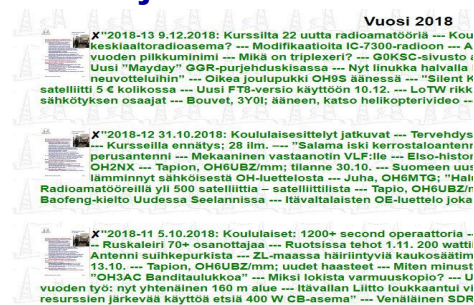 Vuosi 2018
"2018-13 9.12.2018: Kurssilta 22 uutta radioamatööriä --- Kou
keskiaaltoradioasema? --- Modifikaatioita IC-7300-radioon --- A
vuoden pilkkuminimi --- Mikä on triplexeri? --- G0KSC-sivusto a
Uusi "Mayday" GGR-purjehduskissa --- Nyt linukka halvalla
neuvotteluihin" --- Oikea joulupukki OH9S äänessä --- "Silent K
satelliitti 5 € kolikossa --- Uusi FT8-versio käyttöön 10.12. --- LoTW rikk
sähkötyksen osaajat --- Bouvet, 3Y0I; ääneen, katso helikopterivideo --
"2018-12 31.10.2018: Koululaisesittelyt jatkuvat --- Tervehdys
--- Kursseilla ennätys; 28 ilm. –-- "Salama iski kerrostaloantenn
perusantenni --- Mekaaninen vastaanotin VLF:lle --- Elso-histor
OH2NX --- Tapion, OH6UBZ/mm; tilanne 30.10. --- Suomeen uus
lämminnyt sähköisestä OH-luettelosta --- Juha, OH6MTG; "Halu
Radioamatööreillä yli 500 satelliittia – satelliittilista --- Tapio, OH6UBZ/m
Baofeng-kielto Uudessa Seelannissa --- Itävaltalaisten OE-luettelo joka
"2018-11 5.10.2018: Koululaiset: 1200+ second operaattoria --
-- Ruskaleiri 70+ osanottajaa --- Ruotsissa tehot 1.11. 200 wattii
Antenni suihkepurkista --- ZL-maassa häiriintyviä kaukosäätim
13.10. --- Tapion, OH6UBZ/mm; uudet haasteet --- Miten minust
"OH3AC Banditaulukkoa" --- Miksi lokista varmuuskopio? --- U
vuoden työ: nyt yhtenäinen 160 m alue --- Itävallan Liitto loukkaantui v
resurssien järkevää käyttöä etsiä 400 W CB-asema" --- Venäläinen SP